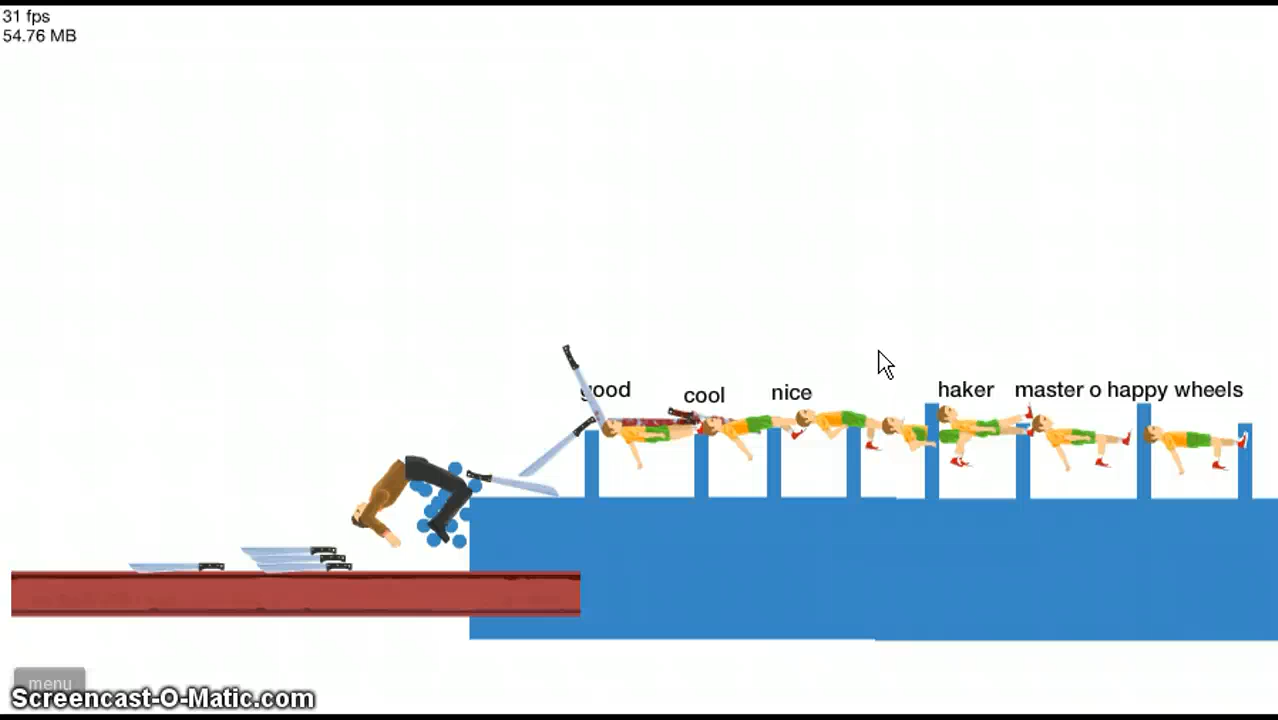 31 fps
54.76 MB
good
cool
nice
haker
master o happy wheels
menu
Screencast-O-Matic.com